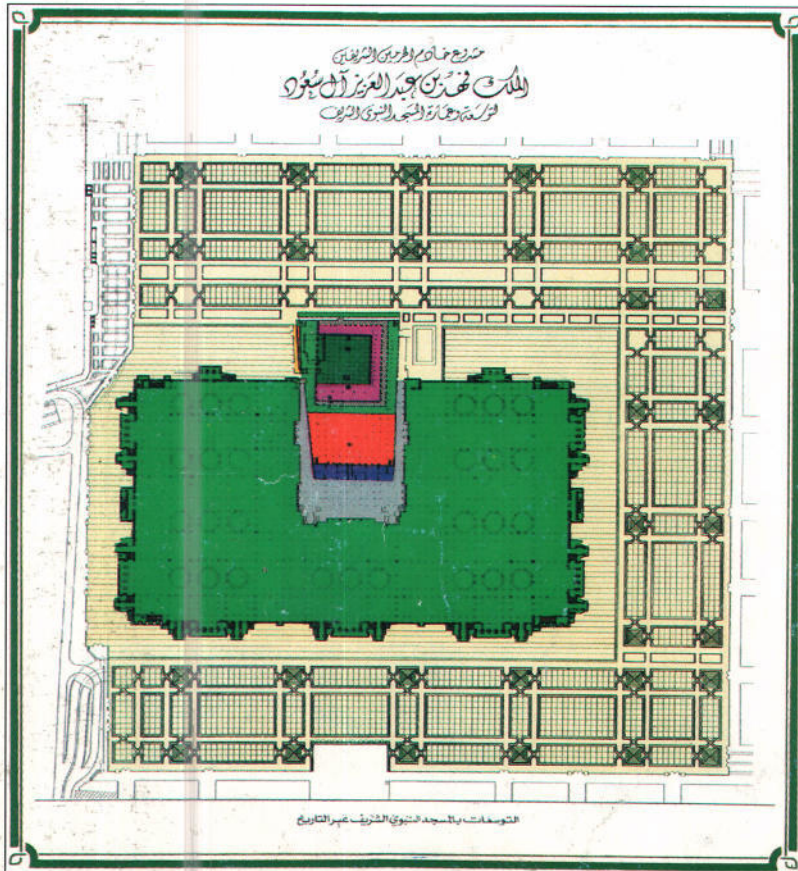 مشروع خادم الحرمين الشريفين
الملك فهد بن عبد العزيز آل سعود
لتوسعة وعمارة المسجد النبوي الشريف
التوسعات بالمسجد النبوي الشريف عبر التاريخ